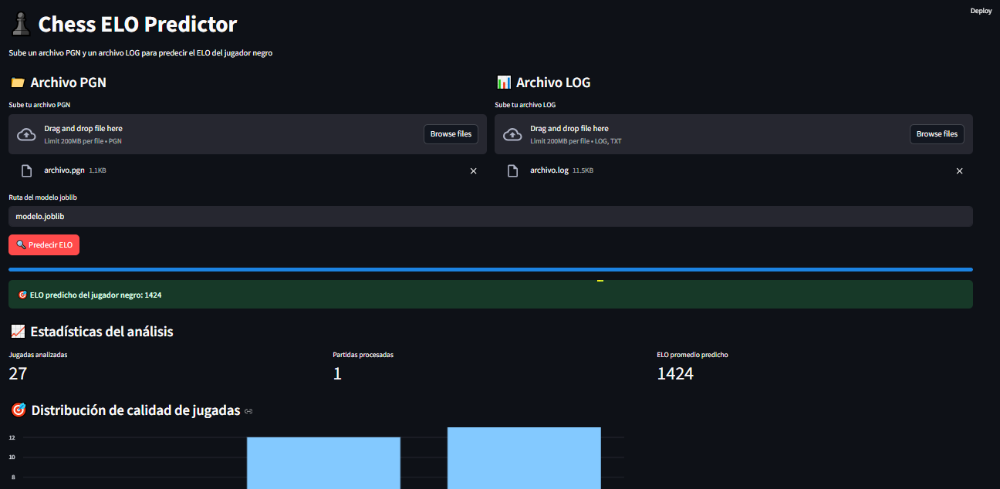 Deploy
Chess ELO Predictor
Sube un archivo PGN y un archivo LOG para predecir el ELO del jugador negro
Archivo PGN
Sube tu archivo PGN
Drag and drop file here
Limit 200MB per file • PGN
Browse files
archivo.pgn 1.1KB
Archivo LOG
Sube tu archivo LOG
Drag and drop file here
Limit 200MB per file • LOG, TXT
Browse files
archivo.log 11.5KB
Ruta del modelo joblib
modelo.joblib
Predecir ELO
ELO predicho del jugador negro: 1424
Estadísticas del análisis
Jugadas analizadas
27
Partidas procesadas
1
ELO promedio predicho
1424
Distribución de calidad de jugadas
12
10
8